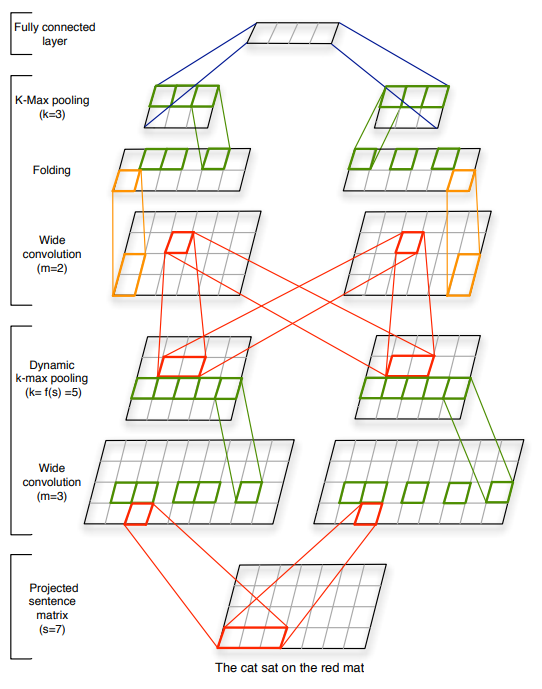 Fully connected
layer
K-Max pooling
(k=3)
Folding
Wide
convolution
(m=2)
Dynamic
k-max pooling
(k= f(s) =5)
Wide
convolution
(m=3)
Projected
sentence
matrix
(s=7)
The cat sat on the red mat